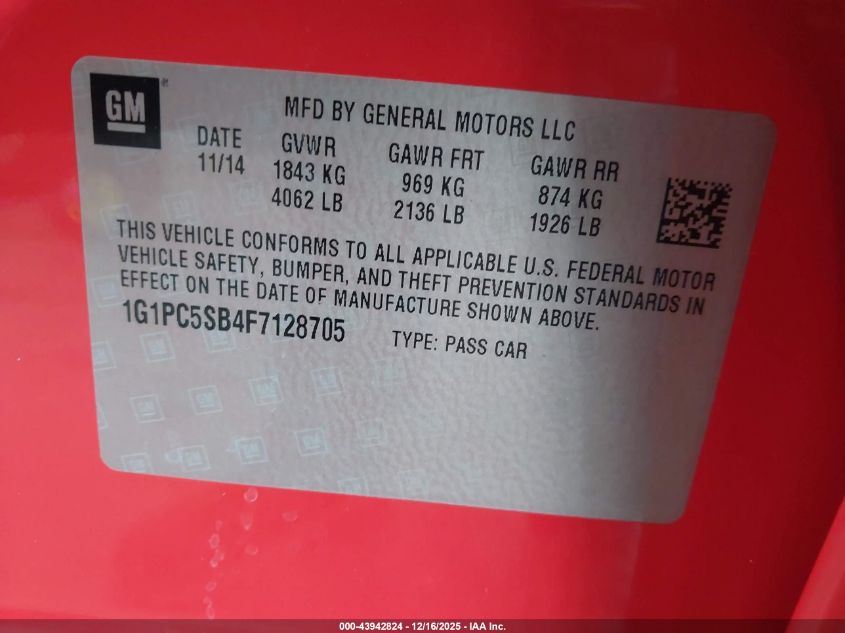 GM
MFD BY GENERAL MOTORS LLC
DATE GVWR GAWR FRT GAWR RR
11/14 1843 KG 969 KG 874 KG
4062 LB 2136 LB 1926 LB
THIS VEHICLE CONFORMS TO ALL APPLICABLE U.S. FEDERAL MOTOR
VEHICLE SAFETY, BUMPER, AND THEFT PREVENTION STANDARDS IN
EFFECT ON THE DATE OF MANUFACTURE SHOWN ABOVE.
1G1PC5SB4F7128705 TYPE: PASS CAR
000-43942824 - 12/16/2025 - IAA Inc.